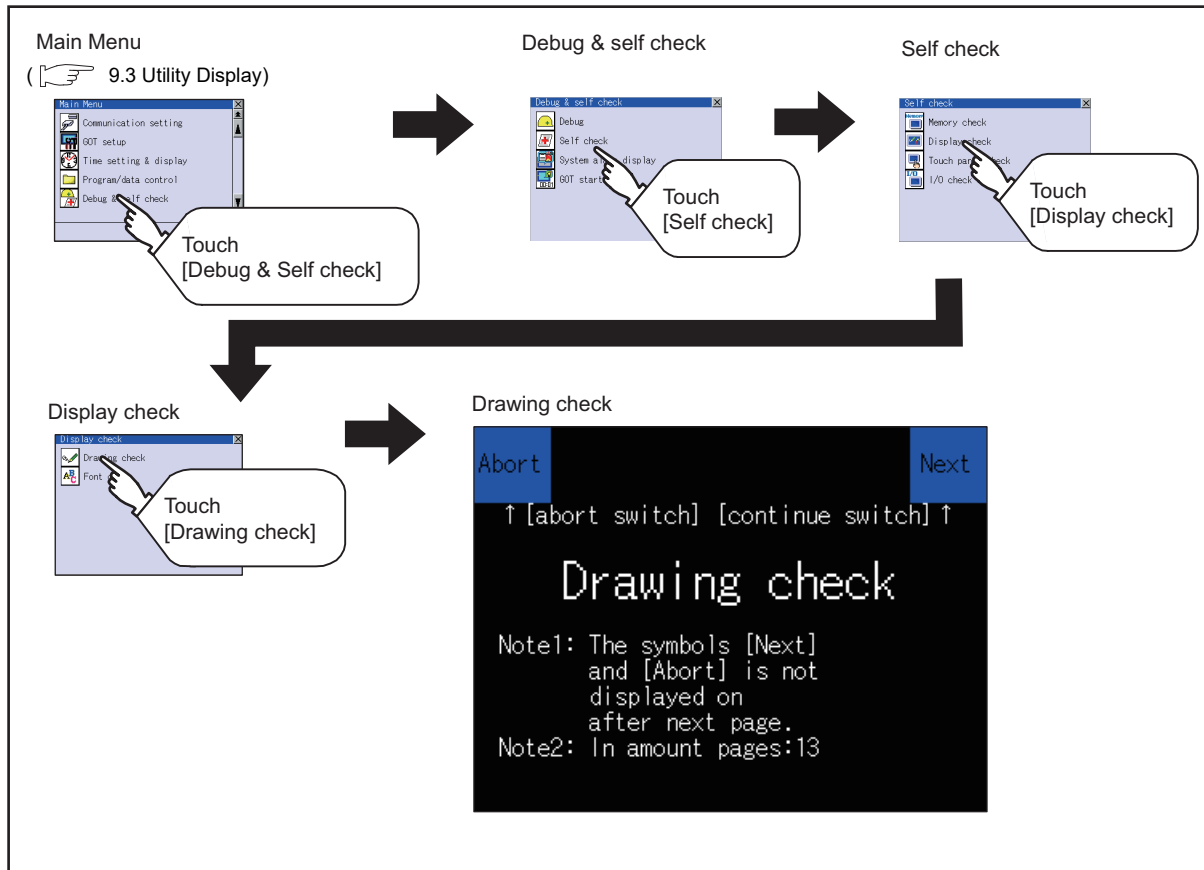 Main Menu
( 9.3 Utility Display)
Main Menu
Communication setting
GOT setup
Time setting & display
Program/data control
Debug & self check
Touch
[Debug & Self check]
Debug & self check
Debug & self check
Debug
Self check
System display
GOT start
Touch
[Self check]
Self check
Self check
Memory check
Display check
Touch check
I/O check
Touch
[Display check]
Display check
Display check
Drawing check
Font
Touch
[Drawing check]
Drawing check
Abort
Next
↑[abort switch] [continue switch]↑
Drawing check
Note1: The symbols [Next]
and [Abort] is not
displayed on
after next page.
Note2: In amount pages:13